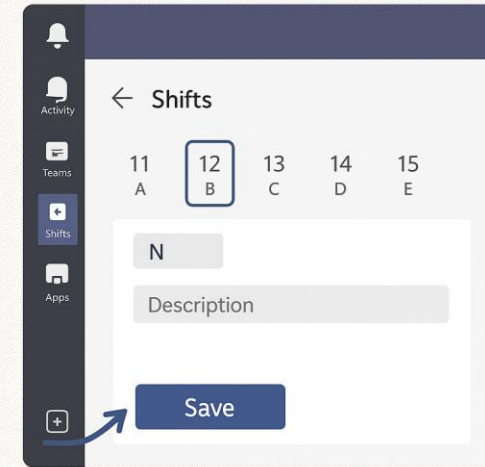 Activity
Teams
Shifts
Apps
← Shifts
11 12 13 14 15
A B C D E
N
Description
Save